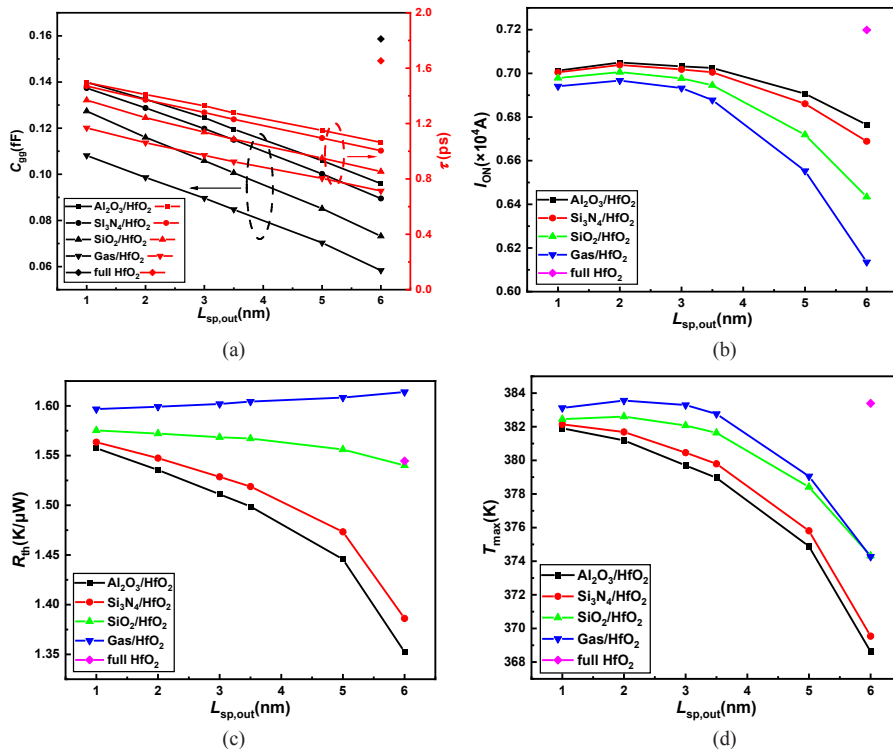 0.16
0.14
0.12
0.10
0.08
0.06
C_gg(fF)
2.0
1.6
1.2
0.8
0.4
0.0
τ(ps)
Al₂O₃/HfO₂
SI₃N₄/HfO₂
SiO₂/HfO₂
Gas/HfO₂
full HfO₂
1 2 3 4 5 6
L_sp,out(nm)
(a)
0.72
0.70
0.68
0.66
0.64
0.62
0.60
I_ON(×10⁴A)
Al₂O₃/HfO₂
Si₃N₄/HfO₂
SiO₂/HfO₂
Gas/HfO₂
full HfO₂
1 2 3 4 5 6
L_sp,out(nm)
(b)
1.60
1.55
1.50
1.45
1.40
1.35
R_th(K/μW)
Al₂O₃/HfO₂
Si₃N₄/HfO₂
SiO₂/HfO₂
Gas/HfO₂
full HfO₂
1 2 3 4 5 6
L_sp,out(nm)
(c)
384
382
380
378
376
374
372
370
368
T_max(K)
Al₂O₃/HfO₂
Si₃N₄/HfO₂
SiO₂/HfO₂
Gas/HfO₂
full HfO₂
1 2 3 4 5 6
L_sp,out(nm)
(d)